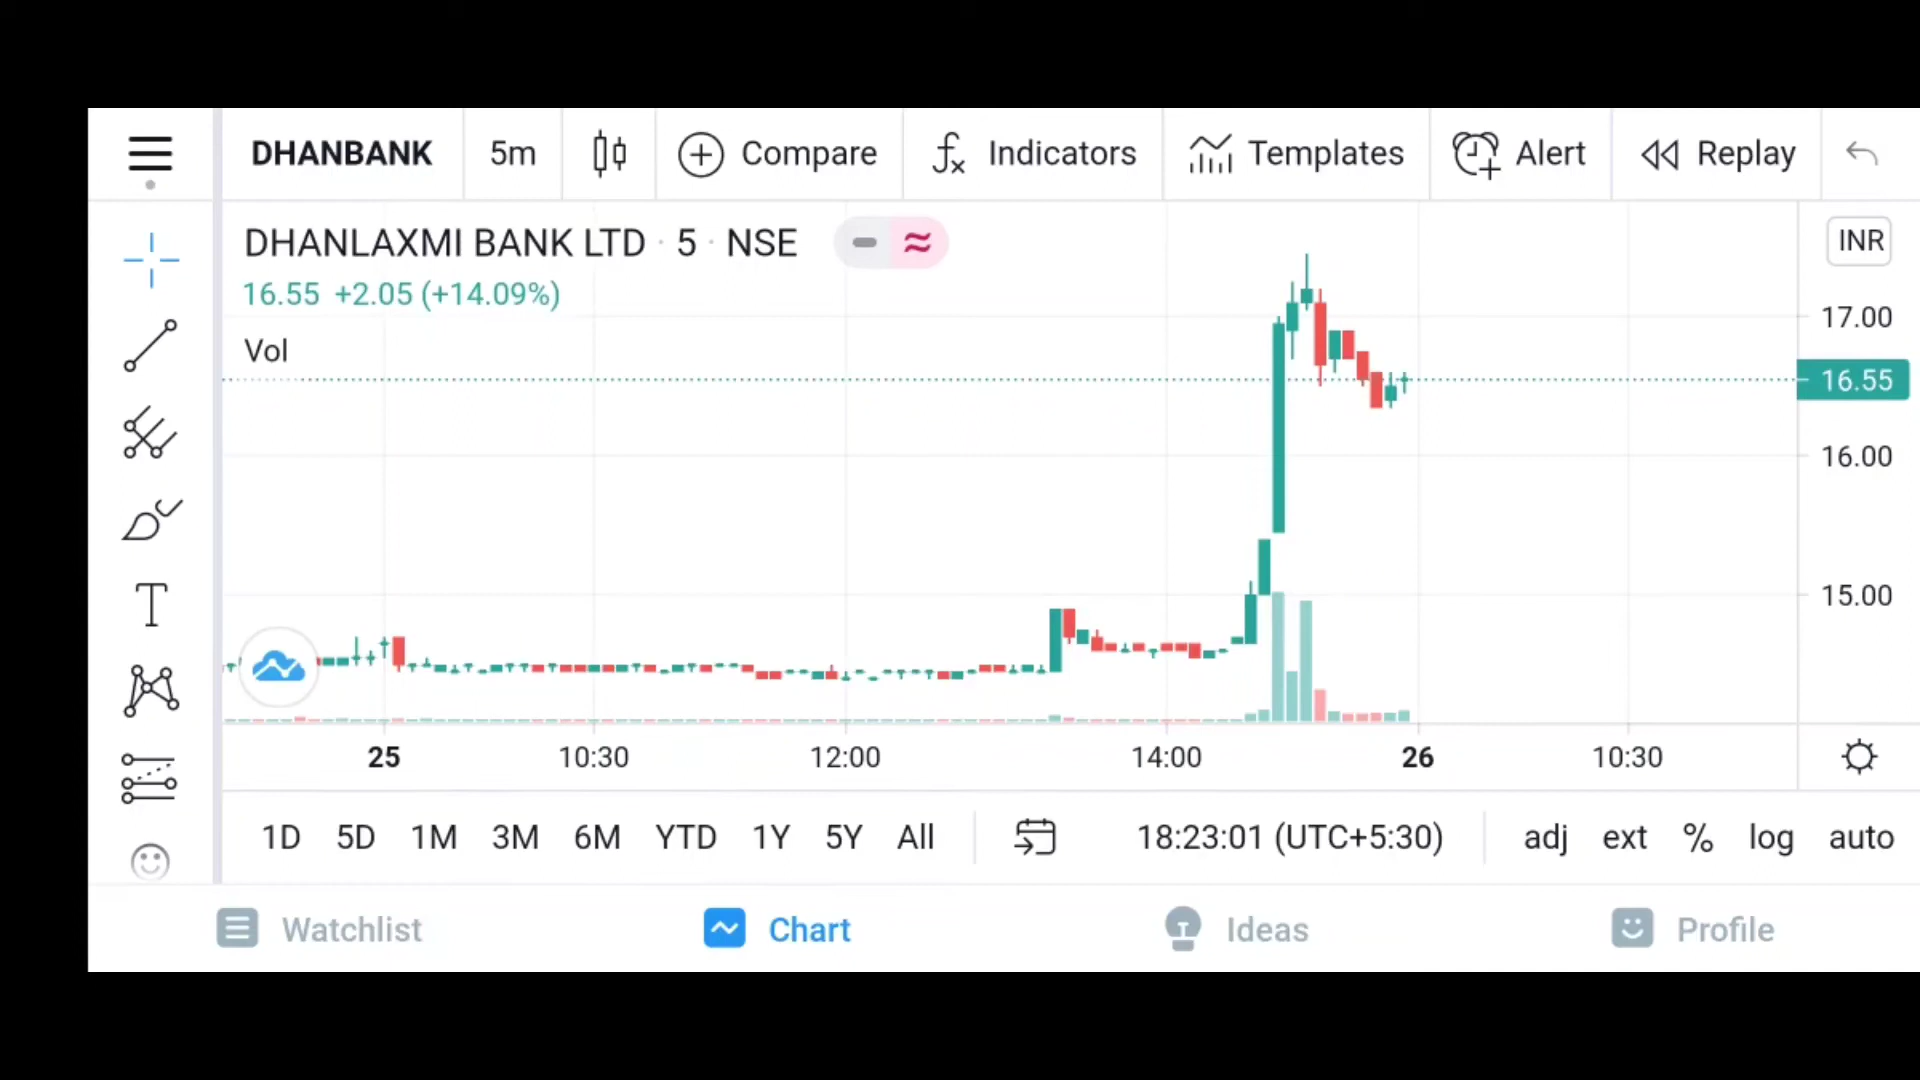 DHANBANK 5m Compare Indicators Templates Alert Replay
DHANLAXMI BANK LTD · 5 · NSE
INR
16.55 +2.05 (+14.09%)
17.00
Vol
16.55
16.00
15.00
25 10:30 12:00 14:00 26 10:30
1D 5D 1M 3M 6M YTD 1Y 5Y All 18:23:01 (UTC+5:30) adj ext % log auto
Watchlist Chart Ideas Profile